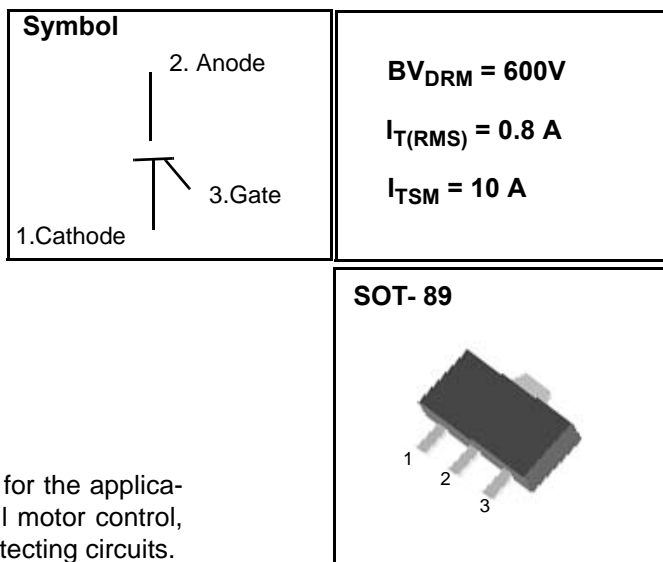 Symbol
2. Anode
3.Gate
1.Cathode
BVDRM = 600V
IT(RMS) = 0.8 A
ITSM = 10 A
SOT- 89
1
2
3
for the applica-
motor control,
circuits.